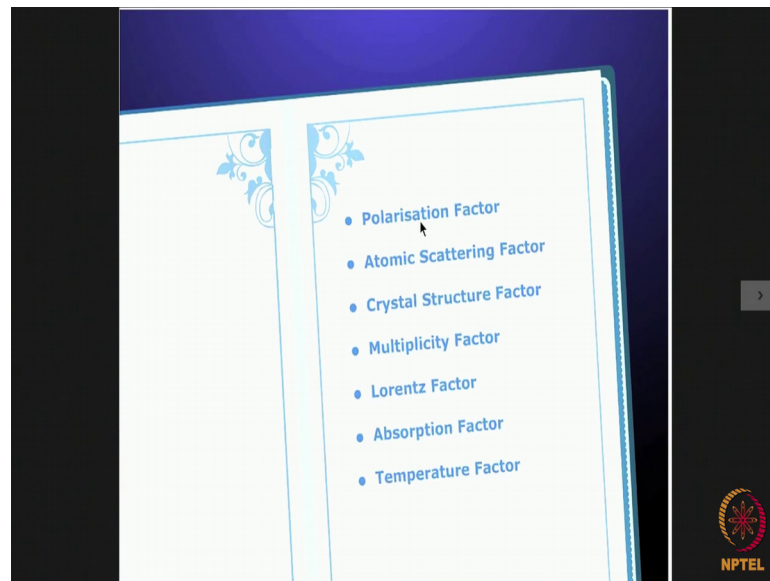 • Polarisation Factor
• Atomic Scattering Factor
• Crystal Structure Factor
• Multiplicity Factor
• Lorentz Factor
• Absorption Factor
• Temperature Factor
NPTEL